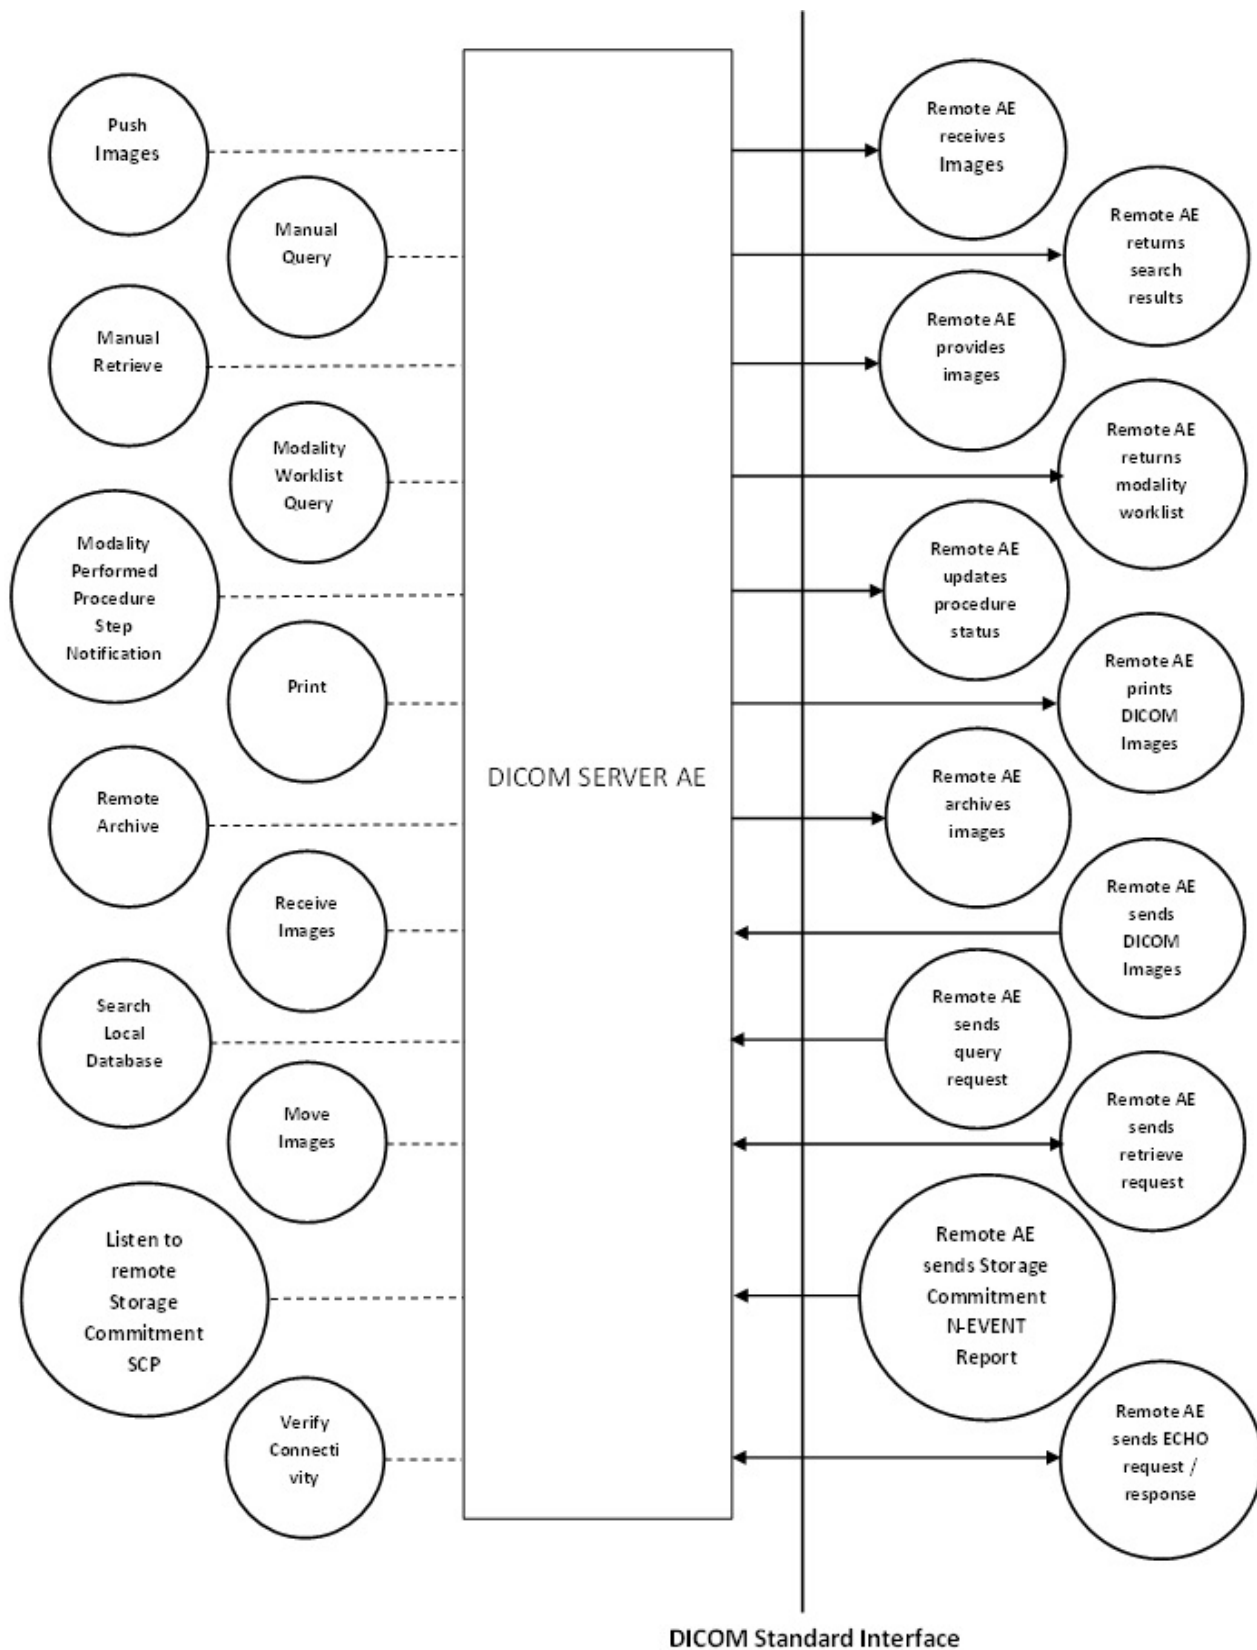 Push
Images
Manual
Query
Manual
Retrieve
Modality
Worklist
Query
Modality
Performed
Procedure
Step
Notification
Print
Remote
Archive
Receive
Images
Search
Local
Database
Move
Images
Listen to
remote
Storage
Commitment
SCP
Verify
Connecti
vity
DICOM SERVER AE
Remote AE
receives
Images
Remote AE
returns
search
results
Remote AE
provides
images
Remote AE
returns
modality
worklist
Remote AE
updates
procedure
status
Remote AE
prints
DICOM
Images
Remote AE
archives
images
Remote AE
sends
DICOM
Images
Remote AE
sends
query
request
Remote AE
sends
retrieve
request
Remote AE
sends Storage
Commitment
N-EVENT
Report
Remote AE
sends ECHO
request /
response
DICOM Standard Interface